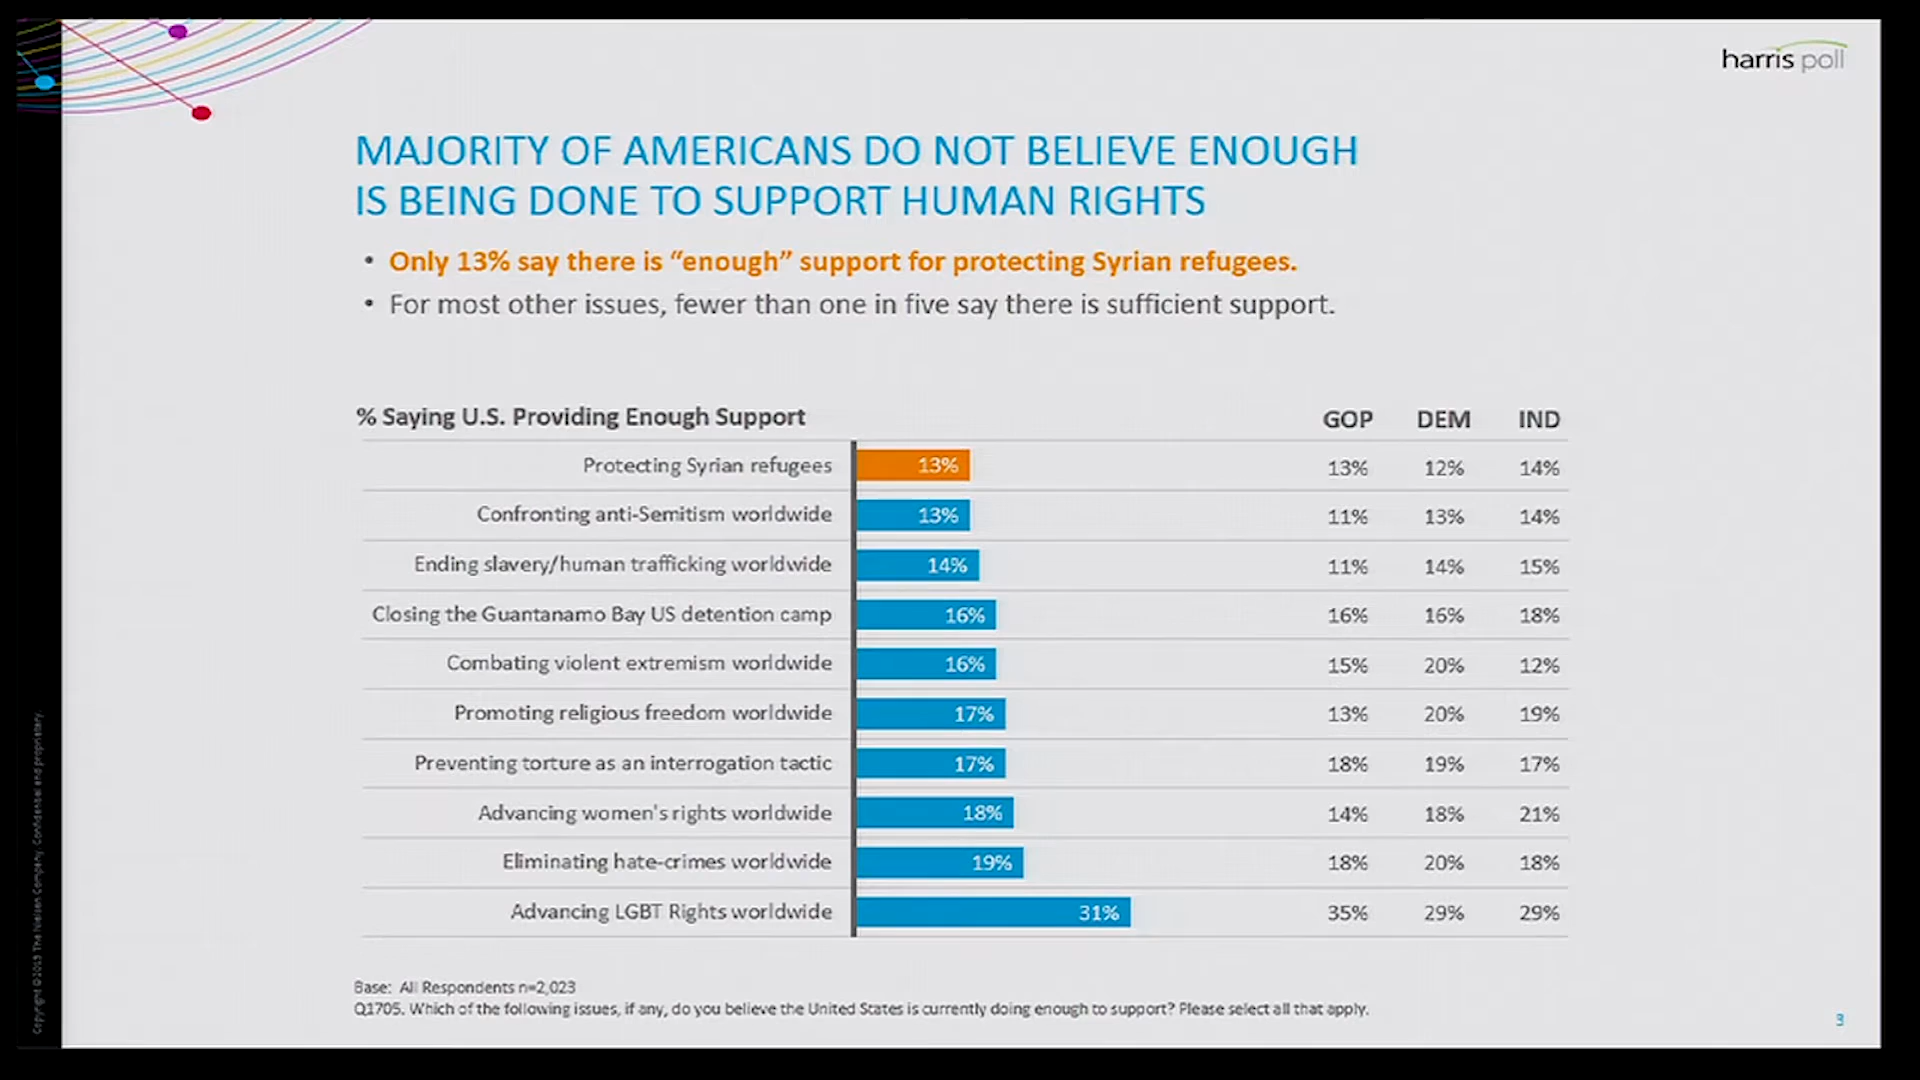 harris poll
MAJORITY OF AMERICANS DO NOT BELIEVE ENOUGH
IS BEING DONE TO SUPPORT HUMAN RIGHTS
• Only 13% say there is “enough” support for protecting Syrian refugees.
• For most other issues, fewer than one in five say there is sufficient support.
% Saying U.S. Providing Enough Support GOP DEM IND
Protecting Syrian refugees 13% 13% 12% 14%
Confronting anti-Semitism worldwide 13% 11% 13% 14%
Ending slavery/human trafficking worldwide 14% 11% 14% 15%
Closing the Guantanamo Bay US detention camp 16% 16% 16% 18%
Combating violent extremism worldwide 16% 15% 20% 12%
Promoting religious freedom worldwide 17% 13% 20% 19%
Preventing torture as an interrogation tactic 17% 18% 19% 17%
Advancing women's rights worldwide 18% 14% 18% 21%
Eliminating hate-crimes worldwide 19% 18% 20% 18%
Advancing LGBT Rights worldwide 31% 35% 29% 29%
Base: All Respondents n=2,023
Q1705. Which of the following issues, if any, do you believe the United States is currently doing enough to support? Please select all that apply.
3
Copyright ©2013 The Nielsen Company. Confidential and proprietary.